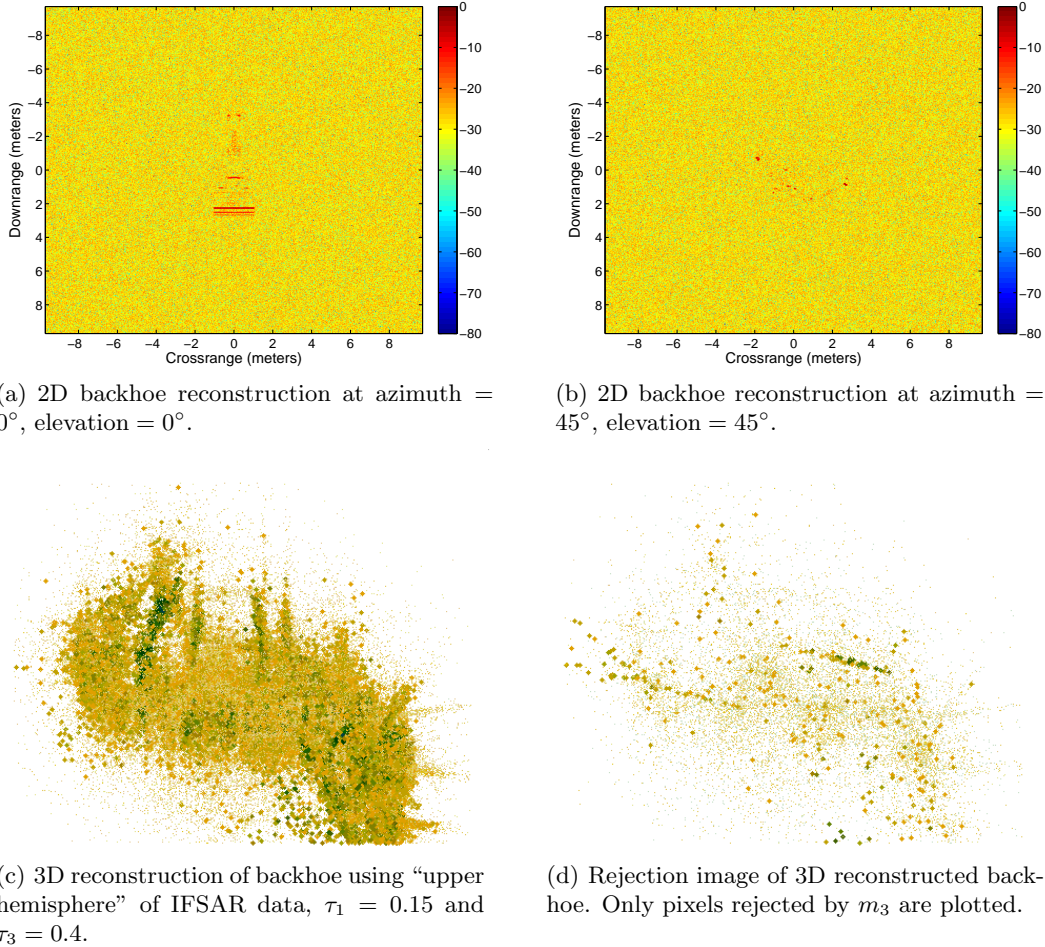 −8
−6
−4
−2
0
2
4
6
8
Downrange (meters)
−8 −6 −4 −2 0 2 4 6 8
Crossrange (meters)
0
−10
−20
−30
−40
−50
−60
−70
−80
−8
−6
−4
−2
0
2
4
6
8
Downrange (meters)
−8 −6 −4 −2 0 2 4 6 8
Crossrange (meters)
0
−10
−20
−30
−40
−50
−60
−70
−80
(a) 2D backhoe reconstruction at azimuth =
0°, elevation = 0°.
(b) 2D backhoe reconstruction at azimuth =
45°, elevation = 45°.
(c) 3D reconstruction of backhoe using “upper
hemisphere” of IFSAR data, τ₁ = 0.15 and
τ₃ = 0.4.
(d) Rejection image of 3D reconstructed back-
hoe. Only pixels rejected by m₃ are plotted.